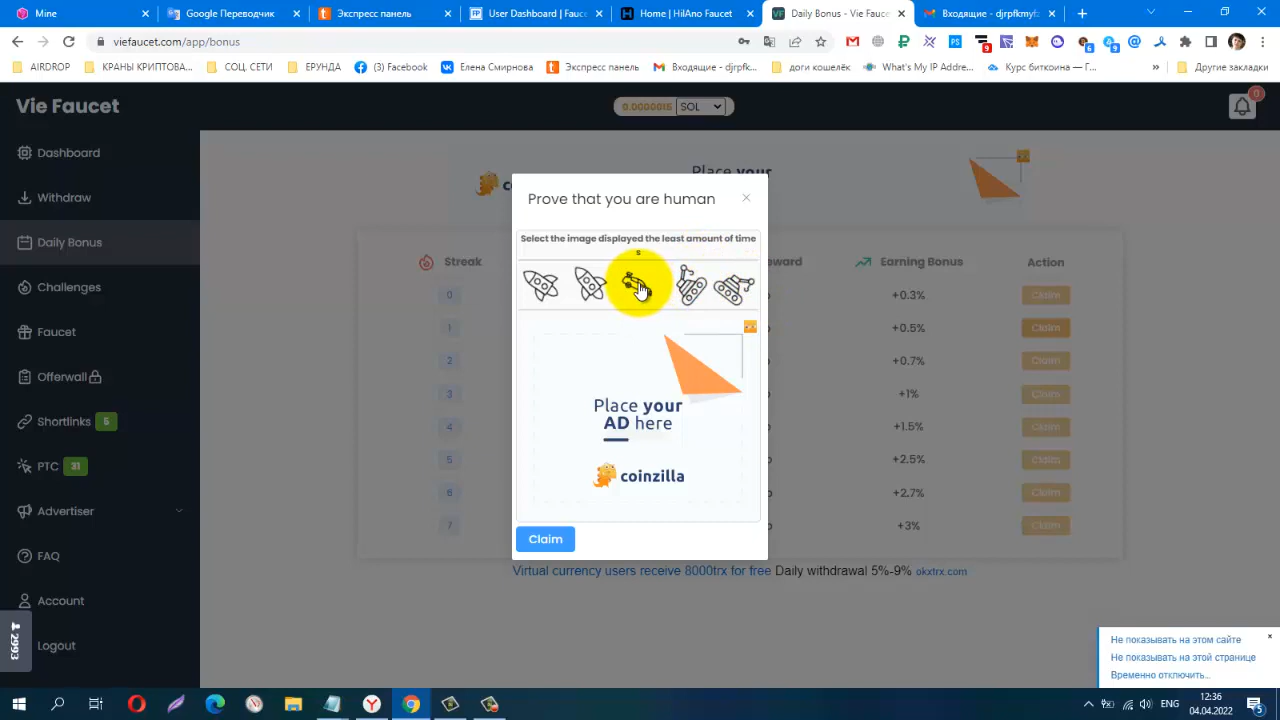 Mine
Google Переводчик
Экспресс панель
User Dashboard | Fauce
Home | HilAno Faucet
Daily Bonus - Vie Faucet
Входящие - djrpfkmyf
viefaucet.com/app/bonus
AIRDROP
КРАНЫ КРИПТОВА...
СОЦ. СЕТИ
ЕРУНДА
(3) Facebook
Елена Смирнова
Экспресс панель
Входящие - djrpfk...
доги кошелёк
What's My IP Addre...
Курс биткоина — Г...
»
Другие закладки
Vie Faucet
0.0000015 SOL
0
Dashboard
Withdraw
Daily Bonus
Challenges
Faucet
Offerwall
Shortlinks 5
PTC 31
Advertiser
FAQ
Account
Logout
2993
Place your
Prove that you are human
Select the image displayed the least amount of time
s
Place your
AD here
coinzilla
Claim
Streak Earning Bonus Action
0 +0.3% Claim
1 +0.5% Claim
2 +0.7% Claim
3 +1% Claim
4 +1.5% Claim
5 +2.5% Claim
6 +2.7% Claim
7 +3% Claim
Virtual currency users receive 8000trx for free Daily withdrawal 5%-9% okxtrx.com
Не показывать на этом сайте
Не показывать на этой странице
Временно отключить...
ENG
12:36
04.04.2022